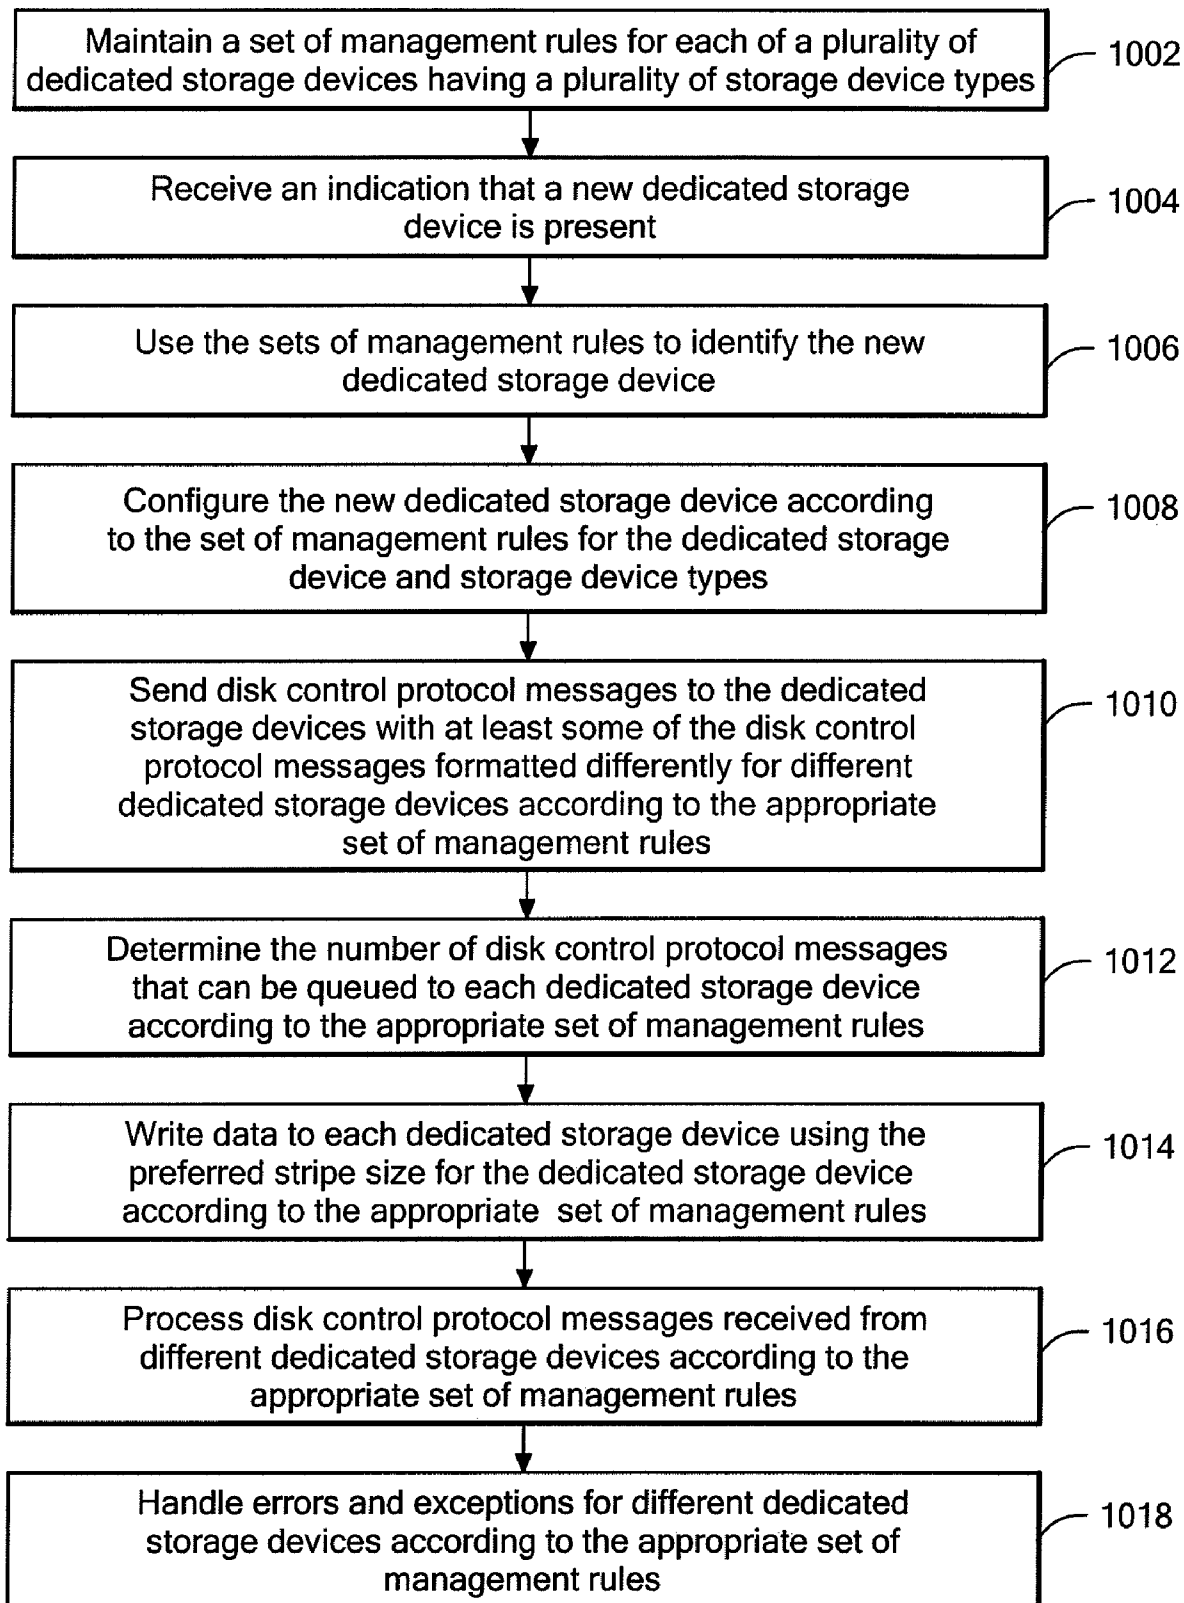 Maintain a set of management rules for each of a plurality of
dedicated storage devices having a plurality of storage device types
1002
Receive an indication that a new dedicated storage
device is present
1004
Use the sets of management rules to identify the new
dedicated storage device
1006
Configure the new dedicated storage device according
to the set of management rules for the dedicated storage
device and storage device types
1008
Send disk control protocol messages to the dedicated
storage devices with at least some of the disk control
protocol messages formatted differently for different
dedicated storage devices according to the appropriate
set of management rules
1010
Determine the number of disk control protocol messages
that can be queued to each dedicated storage device
according to the appropriate set of management rules
1012
Write data to each dedicated storage device using the
preferred stripe size for the dedicated storage device
according to the appropriate set of management rules
1014
Process disk control protocol messages received from
different dedicated storage devices according to the
appropriate set of management rules
1016
Handle errors and exceptions for different dedicated
storage devices according to the appropriate set of
management rules
1018